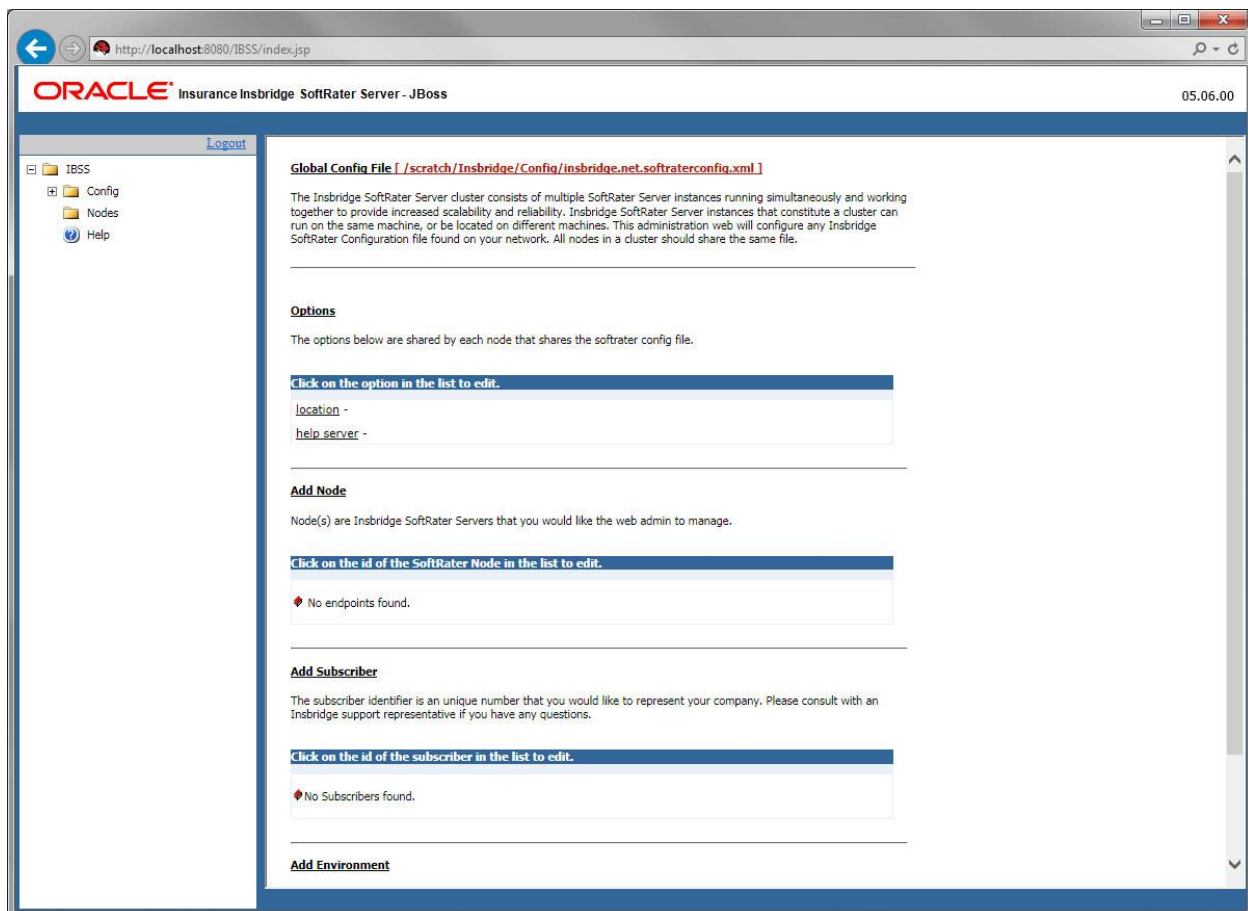 http://localhost:8080/IBSS/index.jsp
ORACLE Insurance Insbridge SoftRater Server - JBoss
05.06.00
Logout
IBSS
Config
Nodes
Help
Global Config File [ /scratch/Insbridge/Config/insbridge.net.softraterconfig.xml ]
The Insbridge SoftRater Server cluster consists of multiple SoftRater Server instances running simultaneously and working
together to provide increased scalability and reliability. Insbridge SoftRater Server instances that constitute a cluster can
run on the same machine, or be located on different machines. This administration web will configure any Insbridge
SoftRater Configuration file found on your network. All nodes in a cluster should share the same file.
Options
The options below are shared by each node that shares the softrater config file.
Click on the option in the list to edit.
location -
help server -
Add Node
Node(s) are Insbridge SoftRater Servers that you would like the web admin to manage.
Click on the id of the SoftRater Node in the list to edit.
No endpoints found.
Add Subscriber
The subscriber identifier is an unique number that you would like to represent your company. Please consult with an
Insbridge support representative if you have any questions.
Click on the id of the subscriber in the list to edit.
No Subscribers found.
Add Environment